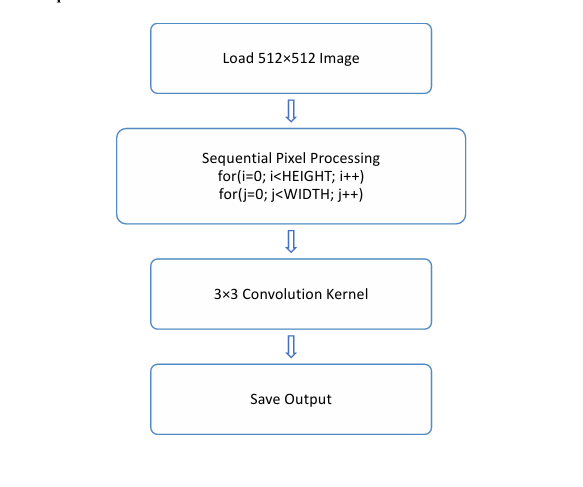 Load 512×512 Image
Sequential Pixel Processing
for(i=0; i<HEIGHT; i++)
for(j=0; j<WIDTH; j++)
3×3 Convolution Kernel
Save Output